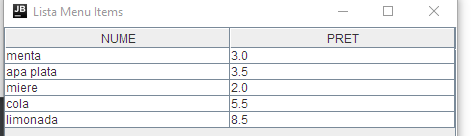 JB Lista Menu Items
NUME PRET
menta 3.0
apa plata 3.5
miere 2.0
cola 5.5
limonada 8.5